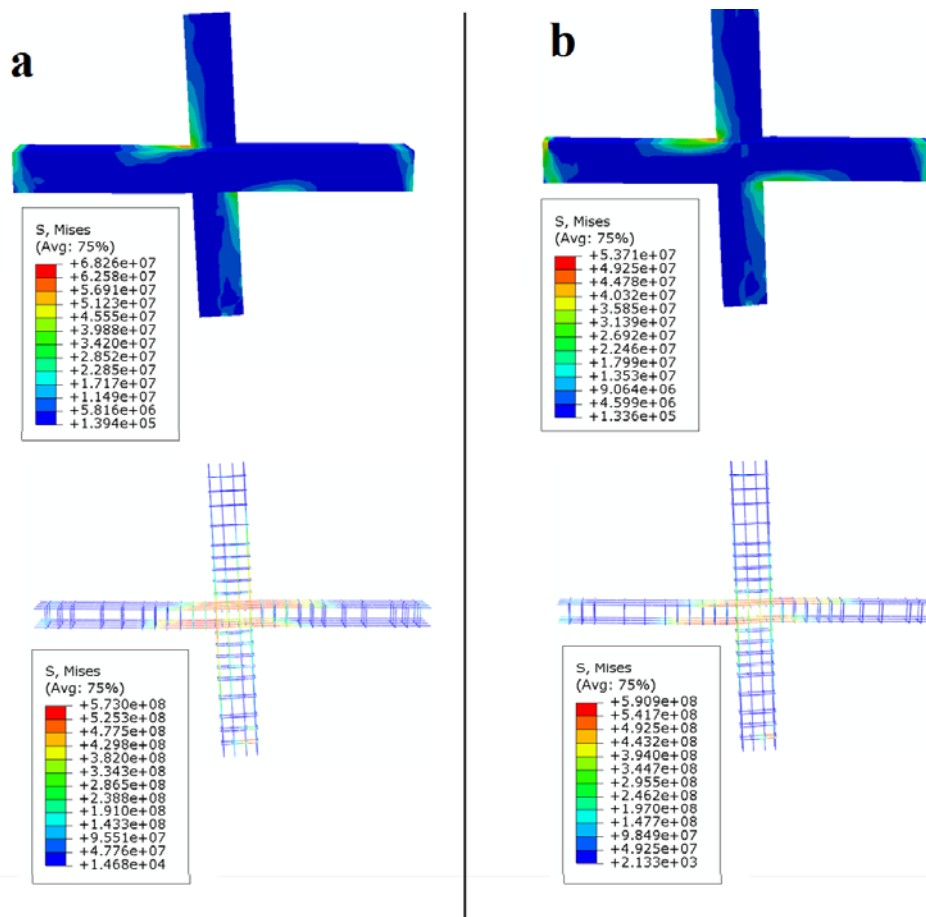 a
S, Mises
(Avg: 75%)
+6.826e+07
+6.258e+07
+5.691e+07
+5.123e+07
+4.555e+07
+3.988e+07
+3.420e+07
+2.852e+07
+2.285e+07
+1.717e+07
+1.149e+07
+5.816e+06
+1.394e+05
S, Mises
(Avg: 75%)
+5.730e+08
+5.253e+08
+4.775e+08
+4.298e+08
+3.820e+08
+3.343e+08
+2.865e+08
+2.388e+08
+1.910e+08
+1.433e+08
+9.551e+07
+4.776e+07
+1.468e+04
b
S, Mises
(Avg: 75%)
+5.371e+07
+4.925e+07
+4.478e+07
+4.032e+07
+3.585e+07
+3.139e+07
+2.692e+07
+2.246e+07
+1.799e+07
+1.353e+07
+9.064e+06
+4.599e+06
+1.336e+05
S, Mises
(Avg: 75%)
+5.909e+08
+5.417e+08
+4.925e+08
+4.432e+08
+3.940e+08
+3.447e+08
+2.955e+08
+2.462e+08
+1.970e+08
+1.477e+08
+9.849e+07
+4.925e+07
+2.133e+03